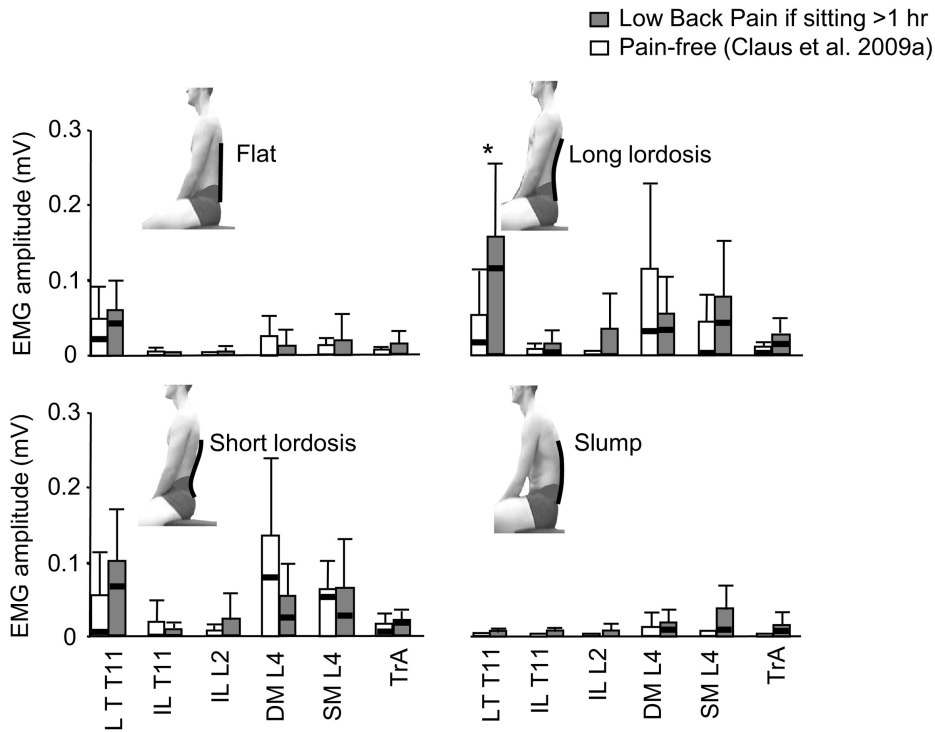 Low Back Pain if sitting >1 hr
Pain-free (Claus et al. 2009a)
EMG amplitude (mV)
0.3
0.2
0.1
0
Flat
*
Long lordosis
EMG amplitude (mV)
0.3
0.2
0.1
0
Short lordosis
Slump
LT T11
IL T11
IL L2
DM L4
SM L4
TrA
LT T11
IL T11
IL L2
DM L4
SM L4
TrA